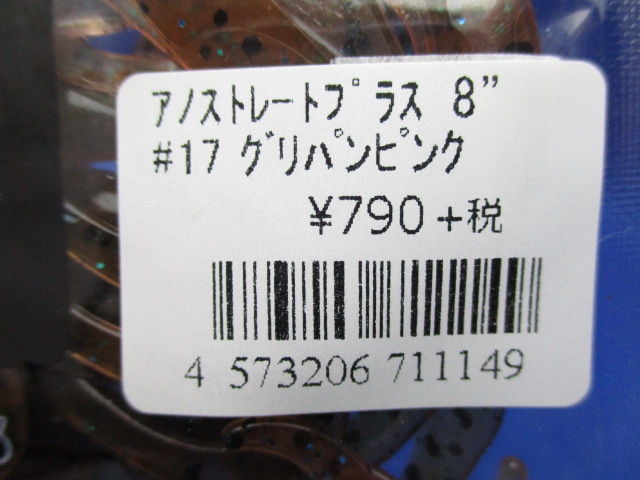 アノストレートプラス 8”
#17 グリパンピンク
¥790 +税
4 573206 711149